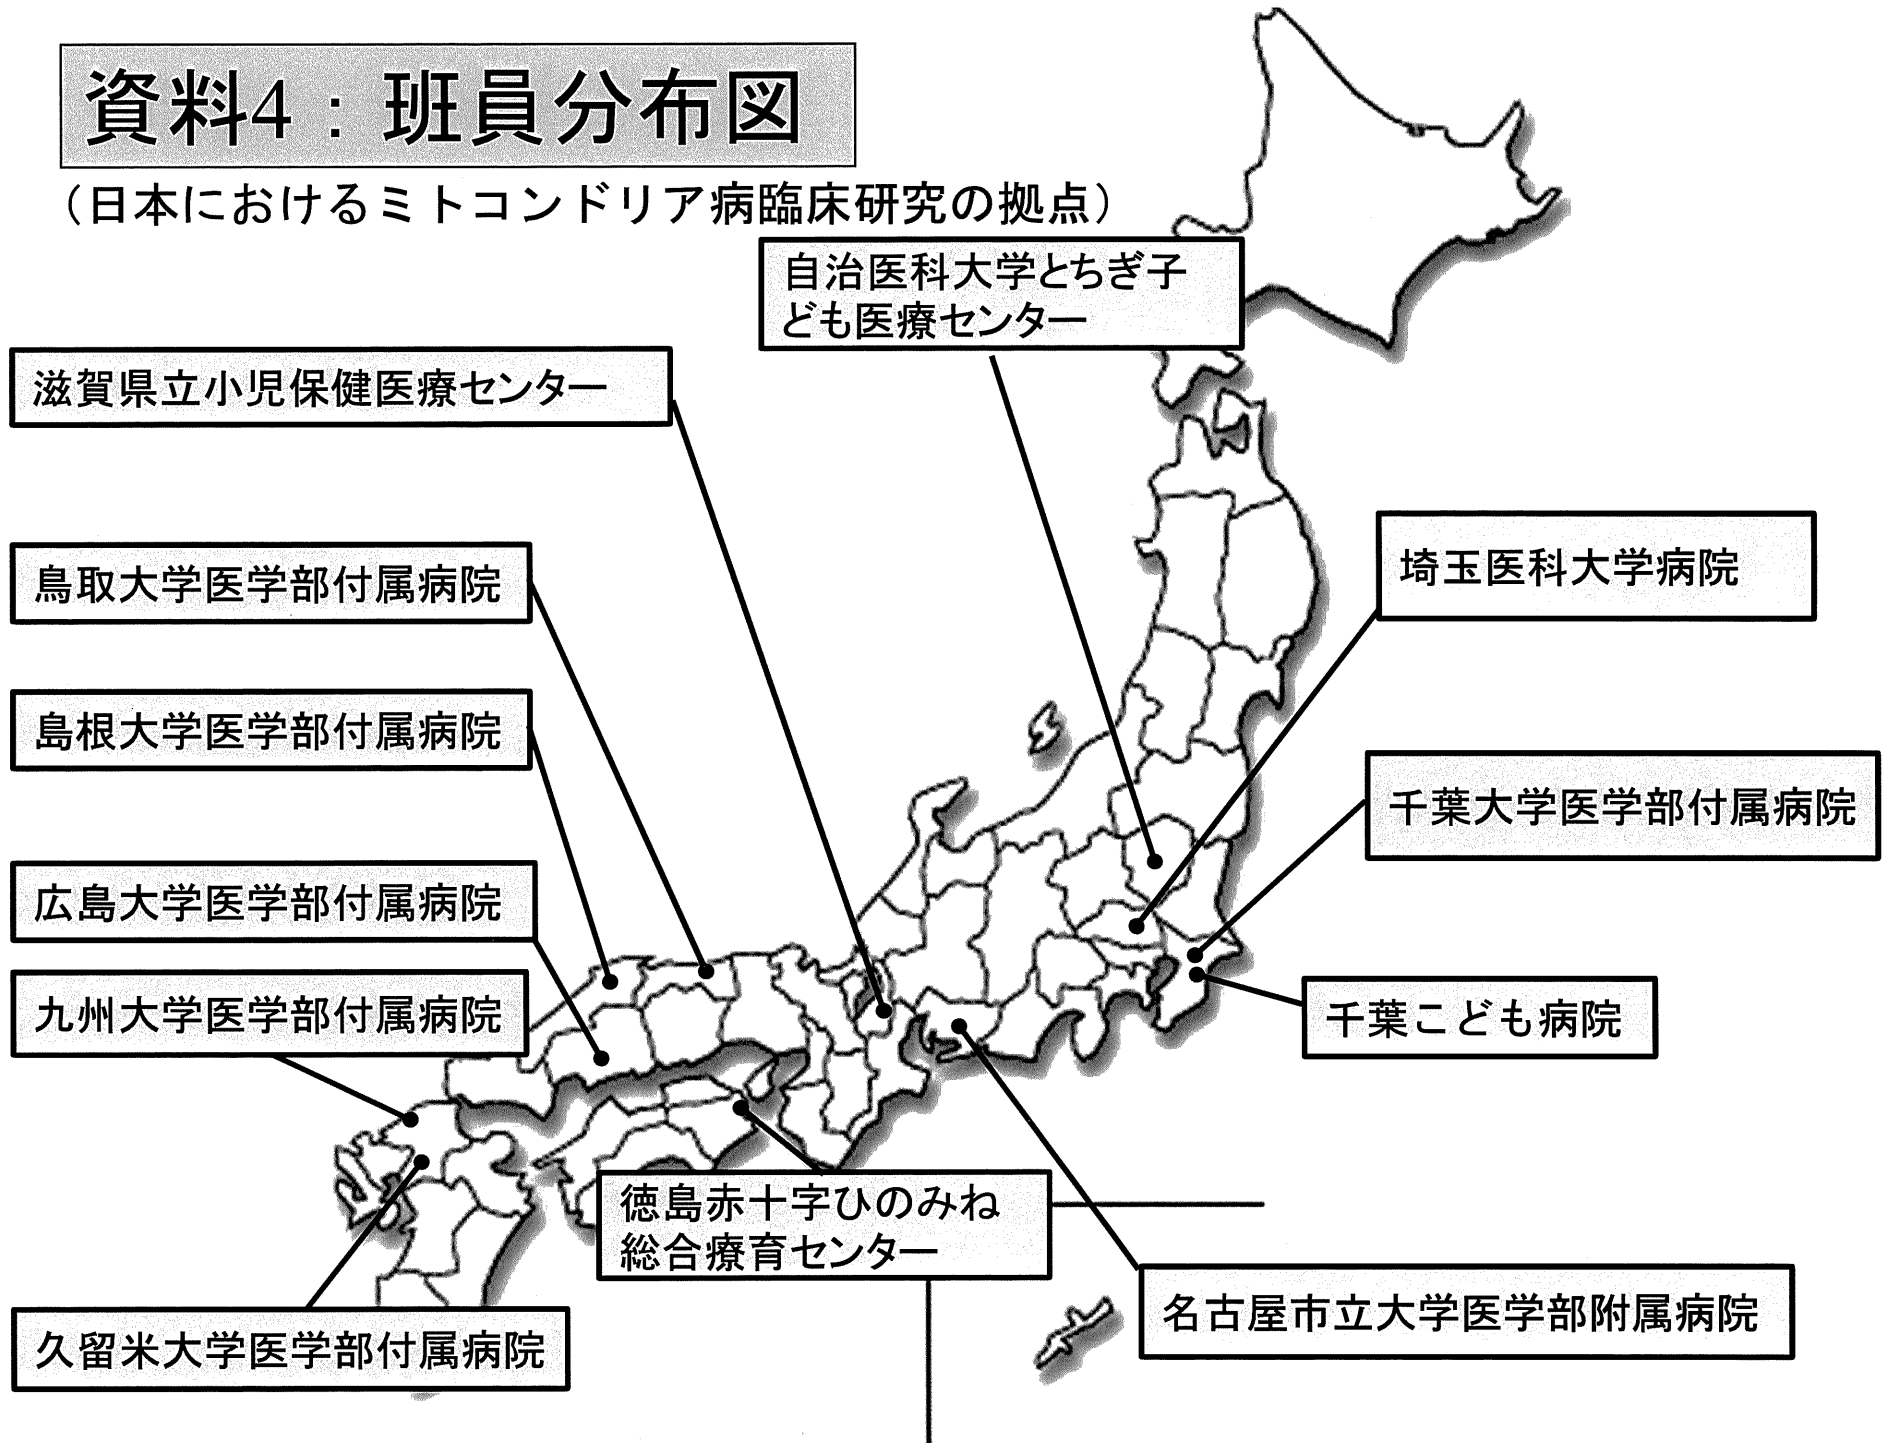 資料4：班員分布図
（日本におけるミトコンドリア病臨床研究の拠点）
自治医科大学とちぎ子
ども医療センター
滋賀県立小児保健医療センター
鳥取大学医学部付属病院
埼玉医科大学病院
島根大学医学部付属病院
千葉大学医学部付属病院
広島大学医学部付属病院
九州大学医学部付属病院
千葉こども病院
徳島赤十字ひのみね
総合療育センター
名古屋市立大学医学部附属病院
久留米大学医学部付属病院